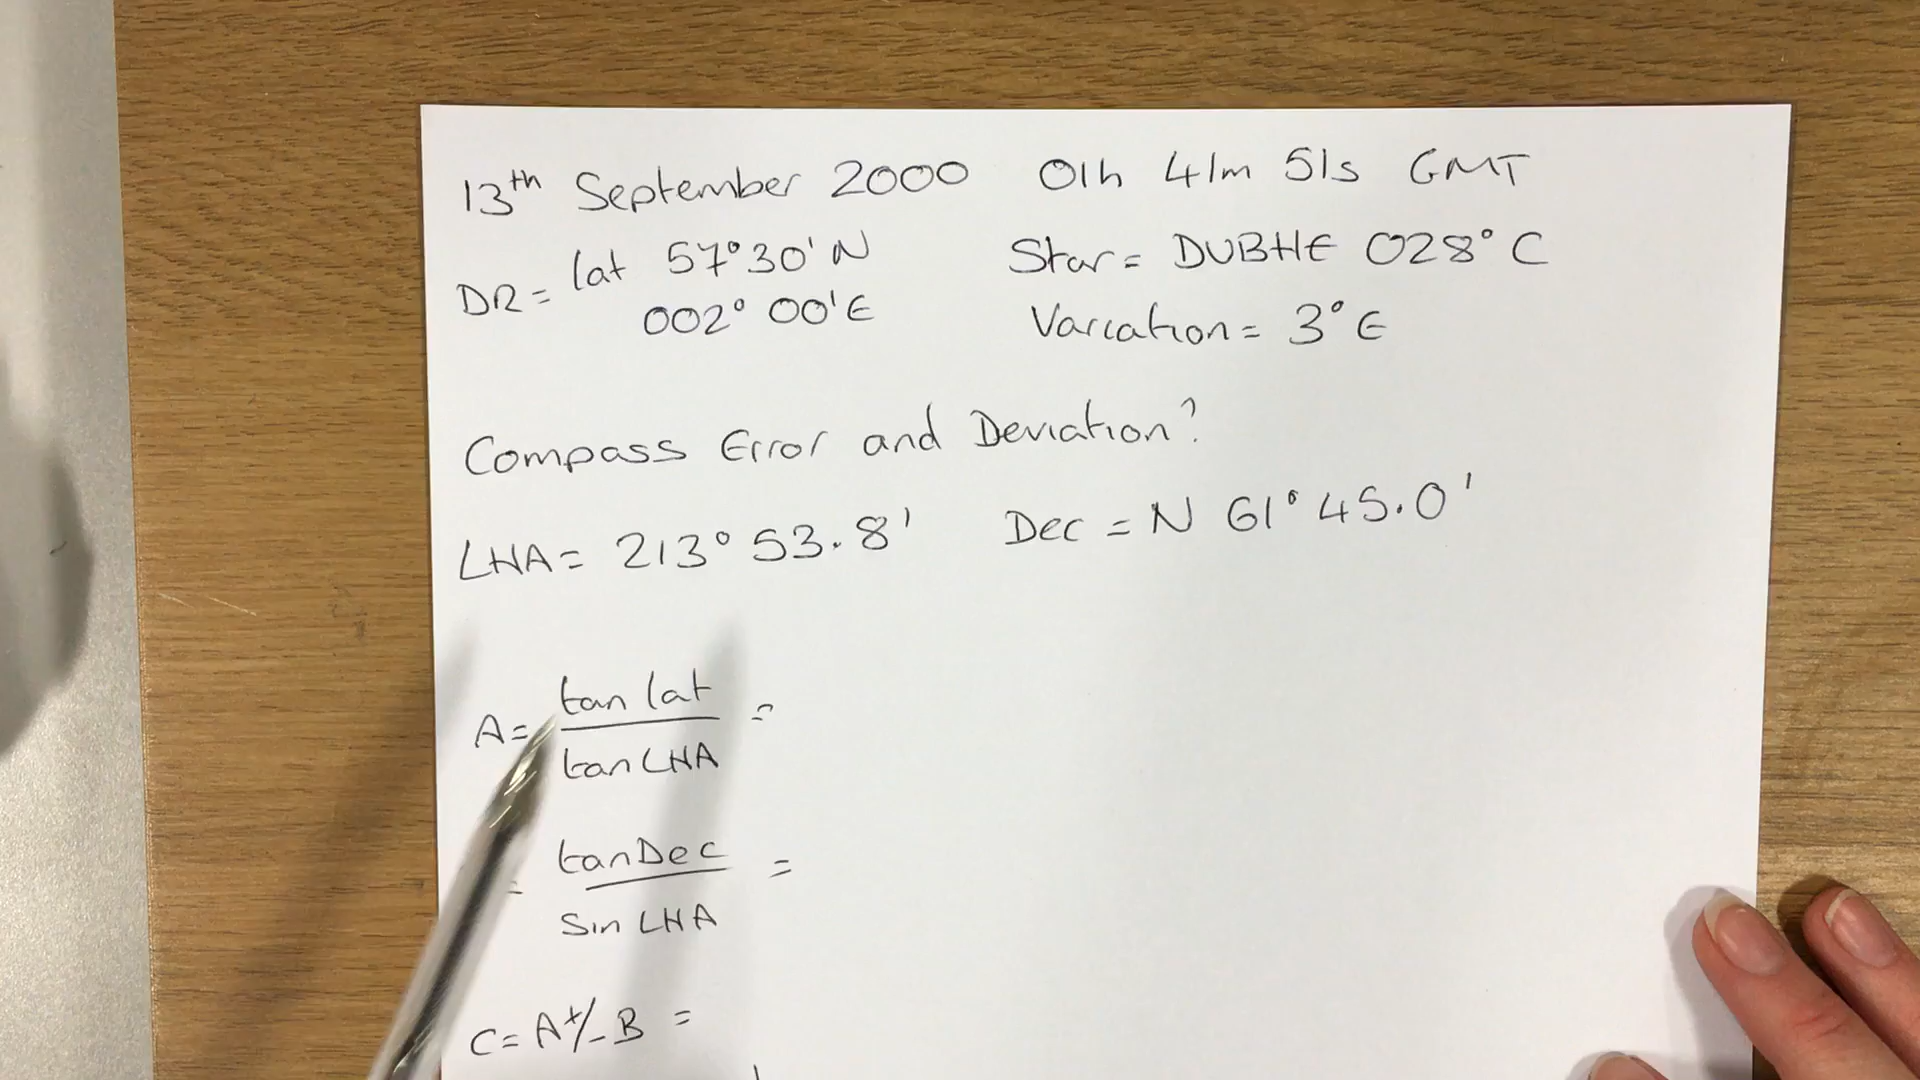 13th September 2000 01h 41m 51s GMT
DR = lat 57°30'N Star = DUBHE 028° C
002° 00'E Variation = 3° E
Compass Error and Deviation?
LHA = 213° 53.8' Dec = N 61° 45.0'
A = tan lat =
tan LHA
= tan Dec =
Sin LHA
C = A +/- B =